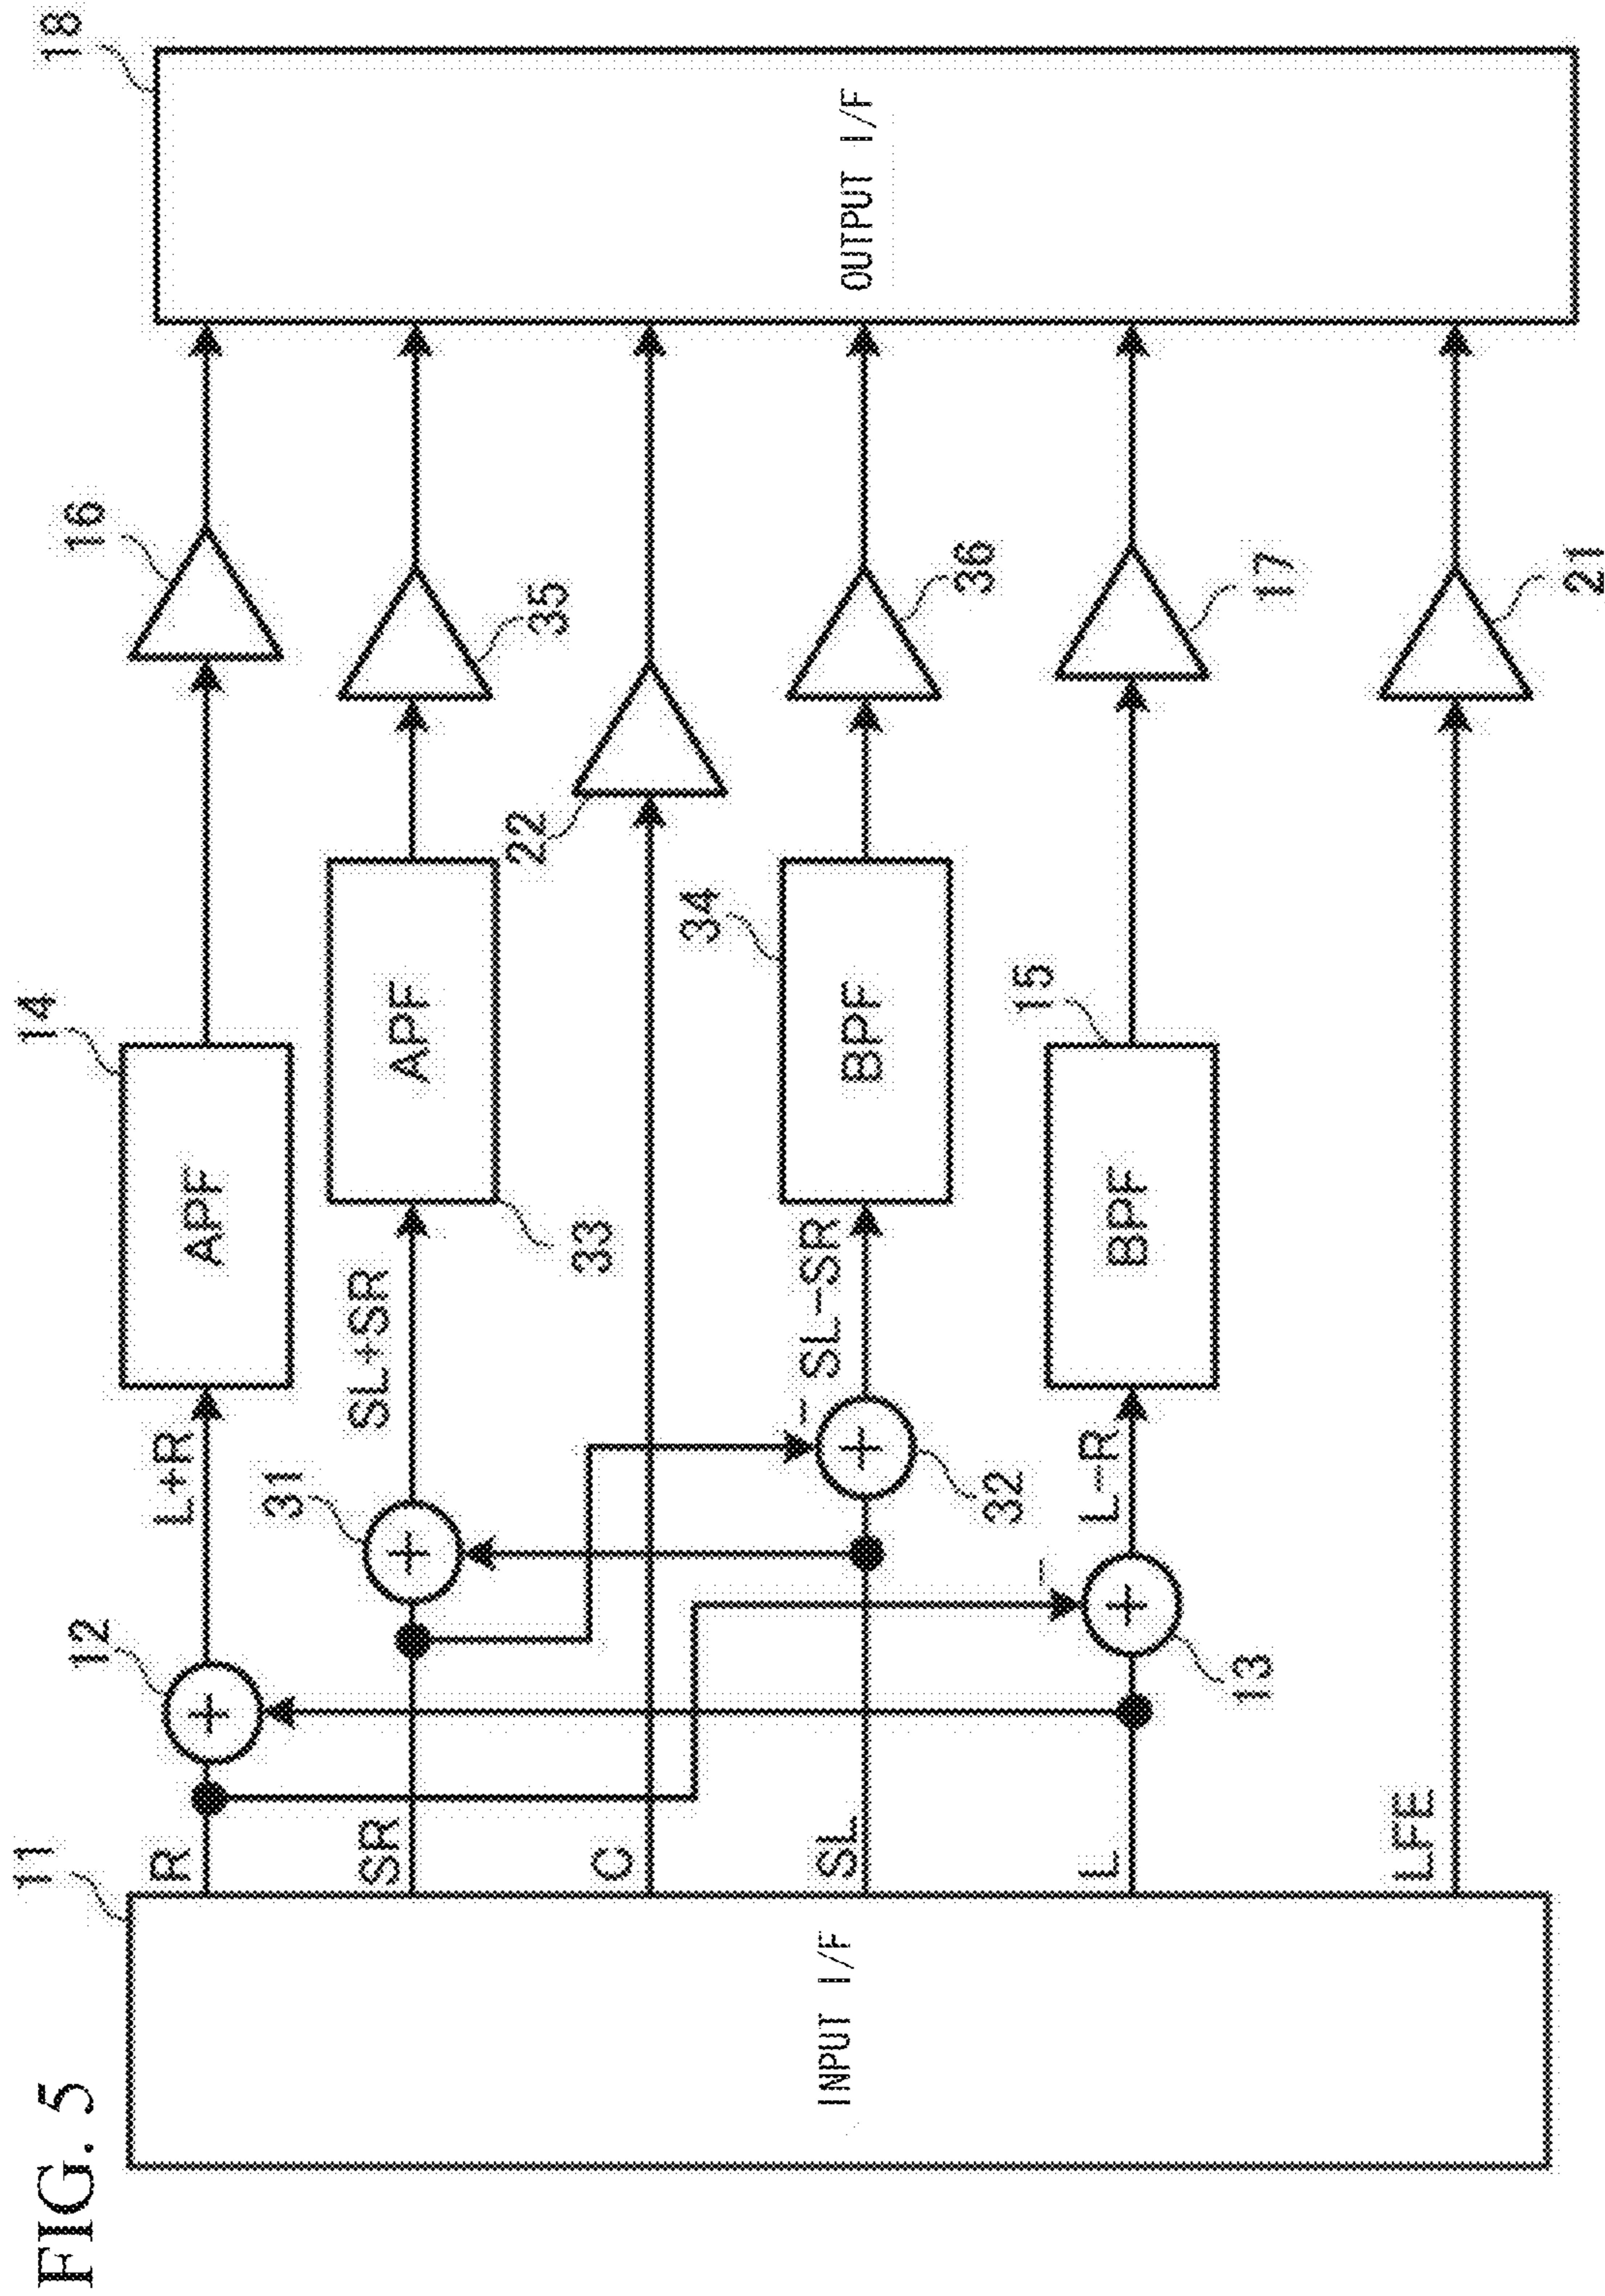 FIG. 5
11
INPUT I/F
R
SR
C
SL
L
LFE
12
+
13
+
-
31
+
32
+
-
L+R
SL+SR
SL-SR
L-R
14
APF
33
APF
34
BPF
15
BPF
16
35
22
36
17
21
18
OUTPUT I/F